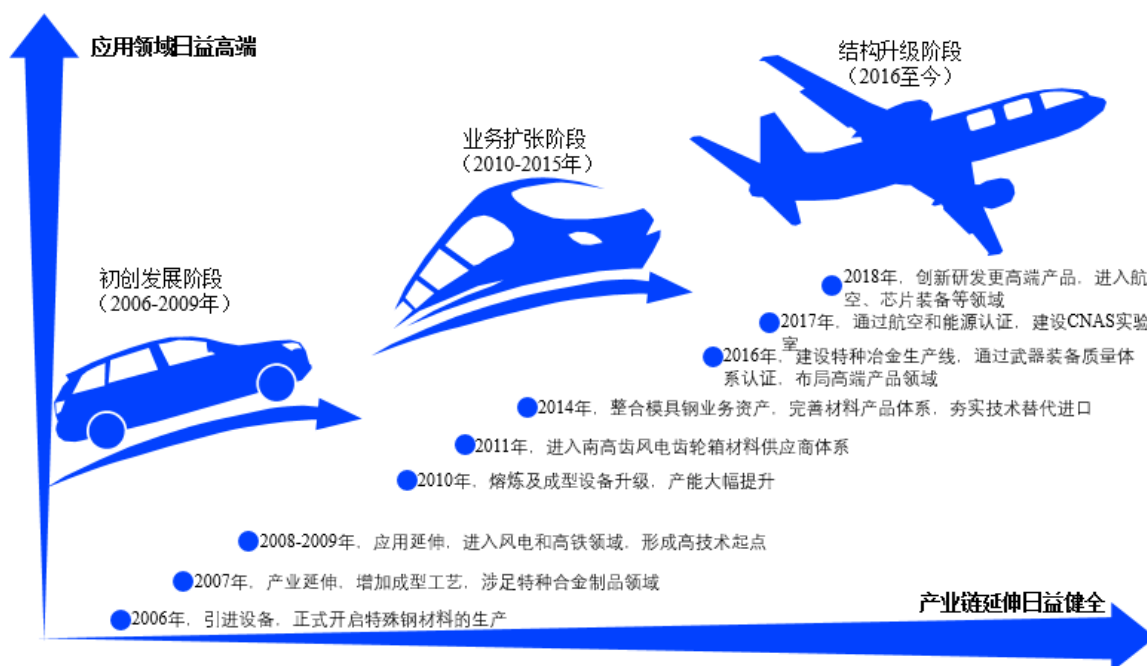 应用领域日益高端
结构升级阶段
（2016至今）
业务扩张阶段
（2010-2015年）
初创发展阶段
（2006-2009年）
2018年，创新研发更高端产品，进入航
空、芯片装备等领域
2017年，通过航空和能源认证，建设CNAS实验
室
2016年，建设特种冶金生产线，通过武器装备质量体
系认证，布局高端产品领域
2014年，整合模具钢业务资产，完善材料产品体系，夯实技术替代进口
2011年，进入南高齿风电齿轮箱材料供应商体系
2010年，熔炼及成型设备升级，产能大幅提升
2008-2009年，应用延伸，进入风电和高铁领域，形成高技术起点
2007年，产业延伸，增加成型工艺，涉足特种合金制品领域
2006年，引进设备，正式开启特殊钢材料的生产
产业链延伸日益健全